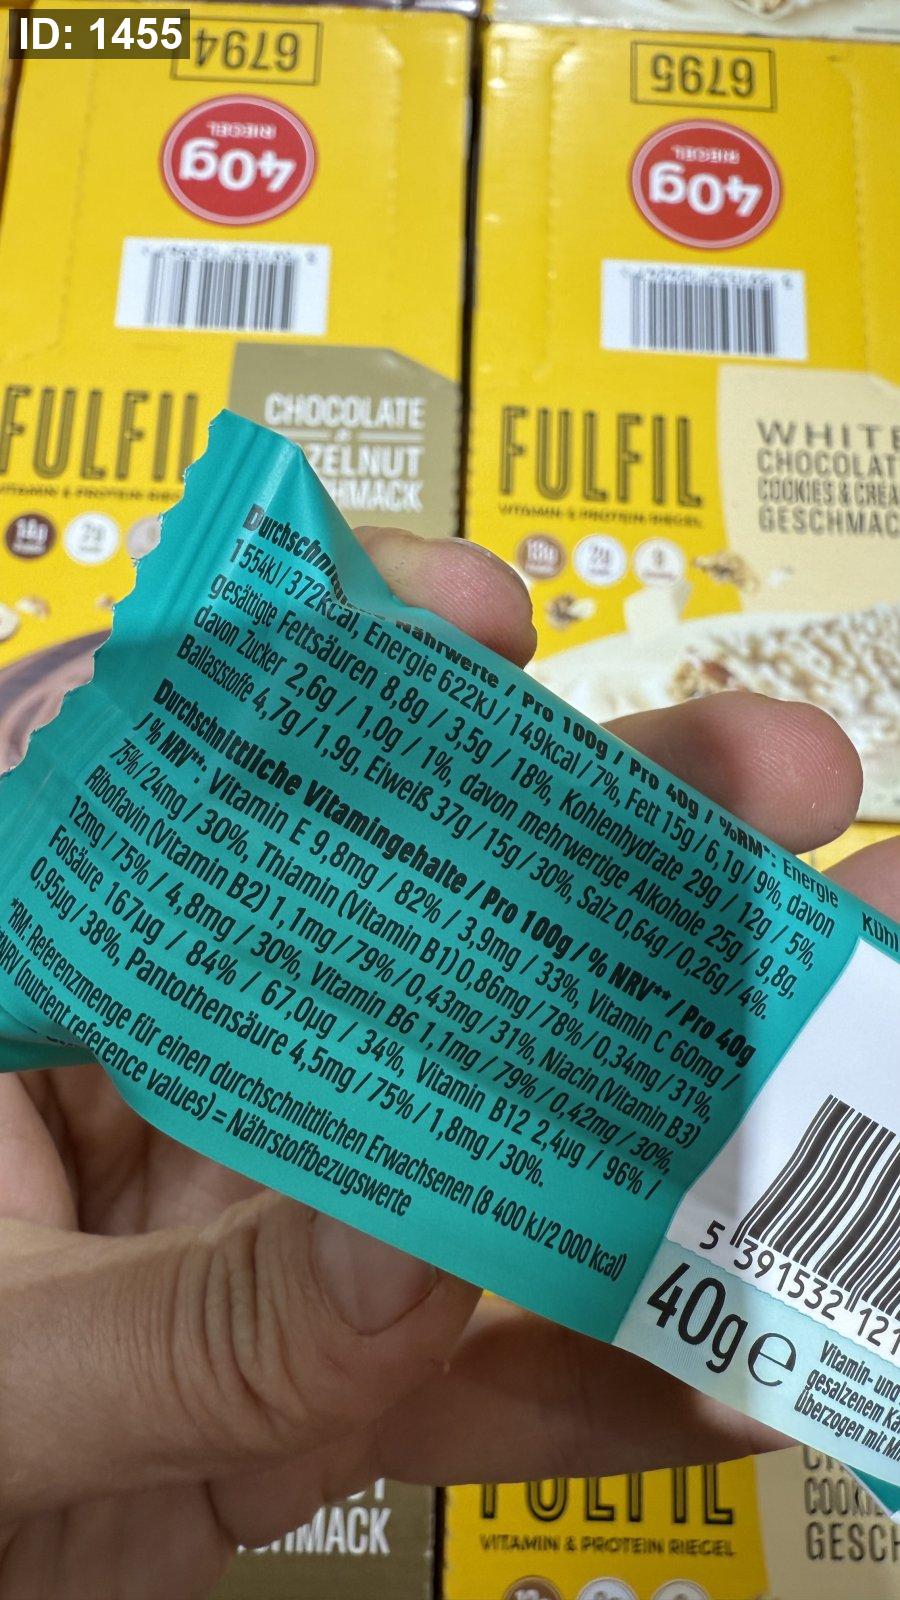 ID: 1455
6794
6795
40g
RIEGEL
40g
RIEGEL
FULFIL
CHOCOLATE
VITAMIN & PROTEIN
FULFIL
VITAMIN & PROTEIN RIEGEL
WHITE
CHOCOLAT
COOKIES & CREA
GESCHMAC
Nährwerte / Pro 100g / Pro 40g / %RM*: Energie
1554kJ / 372kcal, Energie 622kJ / 149kcal / 7%, Fett 15g / 6,1g / 9%, davon
gesättigte Fettsäuren 8,8g / 3,5g / 18%, Kohlenhydrate 29g / 12g / 5%,
davon Zucker 2,6g / 1,0g / 1%, davon mehrwertige Alkohole 25g / 9,8g,
Ballaststoffe 4,7g / 1,9g, Eiweiß 37g / 15g / 30%, Salz 0,64g / 0,26g / 4%.
Durchschnittliche Vitamingehalte / Pro 100g / % NRV** / Pro 40g
/ % NRV**: Vitamin E 9,8mg / 82% / 3,9mg / 33%, Vitamin C 60mg /
75% / 24mg / 30%, Thiamin (Vitamin B1) 0,86mg / 78% / 0,34mg / 31%,
Riboflavin (Vitamin B2) 1,1mg / 79% / 0,43mg / 31%, Niacin (Vitamin B3)
12mg / 75% / 4,8mg / 30%, Vitamin B6 1,1mg / 79% / 0,42mg / 30%,
Folsäure 167µg / 84% / 67,0µg / 34%, Vitamin B12 2,4µg / 96% /
0,95µg / 38%, Pantothensäure 4,5mg / 75% / 1,8mg / 30%.
*RM: Referenzmenge für einen durchschnittlichen Erwachsenen (8 400 kJ/2 000 kcal)
NRV (nutrient reference values) = Nährstoffbezugswerte
Kühl
5 391532 121
40g e
Vitamin- und
gesalzenem Ka
Überzogen mit Mi
FULFIL
VITAMIN & PROTEIN RIEGEL
COOKI
GESCH